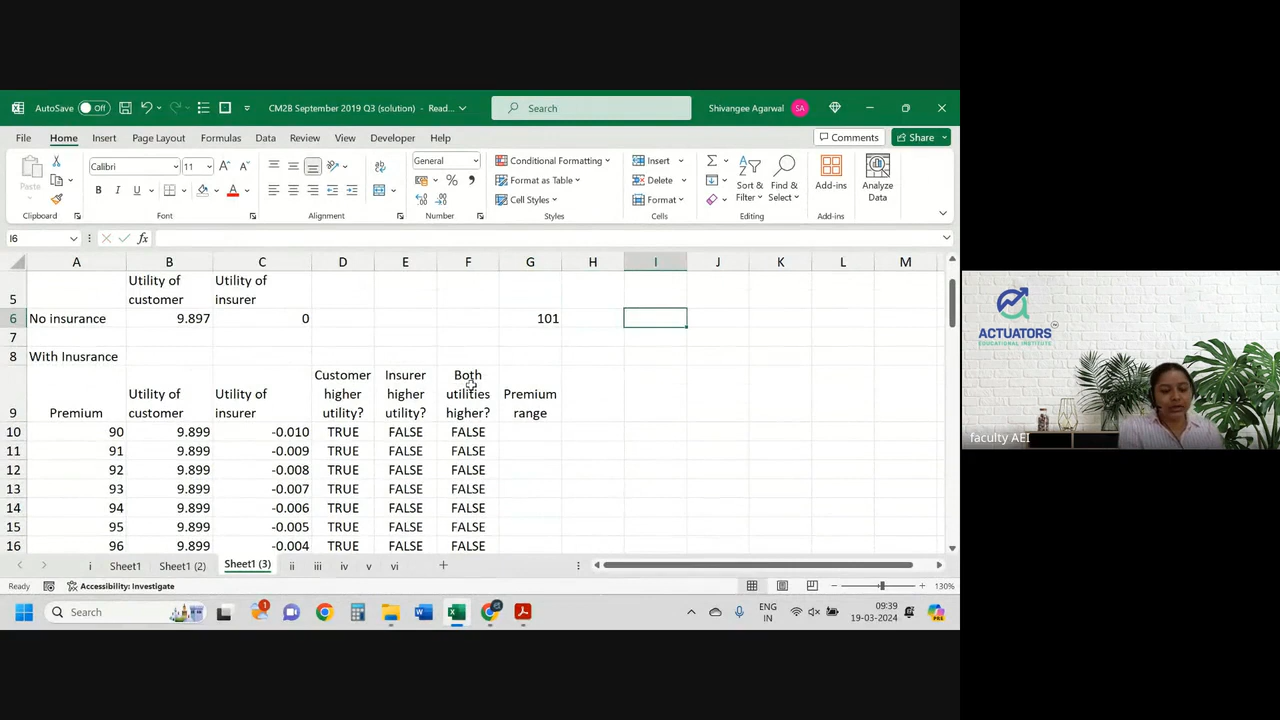 AutoSave Off CM2B September 2019 Q3 (solution) - Read... Search Shivangee Agarwal SA
File Home Insert Page Layout Formulas Data Review View Developer Help Comments Share
Paste Calibri 11 General Conditional Formatting Insert Sort & Filter Find & Select Add-ins Analyze Data
Format as Table Delete
Cell Styles Format
Clipboard Font Alignment Number Styles Cells Editing Add-ins
I6 fx
A B C D E F G H I J K L M
5 Utility of customer Utility of insurer
6 No insurance 9.897 0 101
7
8 With Inusrance
9 Premium Utility of customer Utility of insurer Customer higher utility? Insurer higher utility? Both utilities higher? Premium range
10 90 9.899 -0.010 TRUE FALSE FALSE
11 91 9.899 -0.009 TRUE FALSE FALSE
12 92 9.899 -0.008 TRUE FALSE FALSE
13 93 9.899 -0.007 TRUE FALSE FALSE
14 94 9.899 -0.006 TRUE FALSE FALSE
15 95 9.899 -0.005 TRUE FALSE FALSE
16 96 9.899 -0.004 TRUE FALSE FALSE
i Sheet1 Sheet1 (2) Sheet1 (3) ii iii iv v vi
Ready Accessibility: Investigate 130%
Search 1 ENG IN 09:39 19-03-2024
ACTUATORS
EDUCATIONAL INSTITUTE
faculty AEI